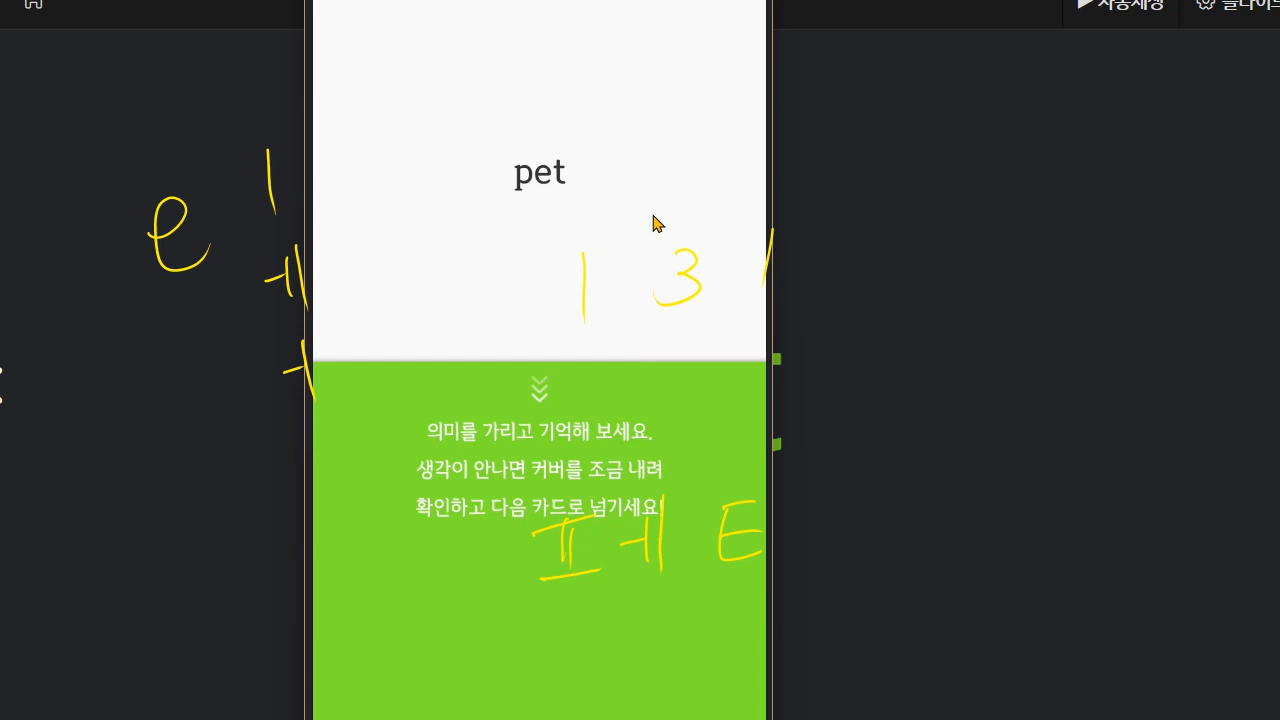 자동재생
pet
e ㅣ
ㅔ
ㅓ
1 3 /
의미를 가리고 기억해 보세요.
생각이 안나면 커버를 조금 내려
확인하고 다음 카드로 넘기세요!
ㅍ ㅔ ㅌ